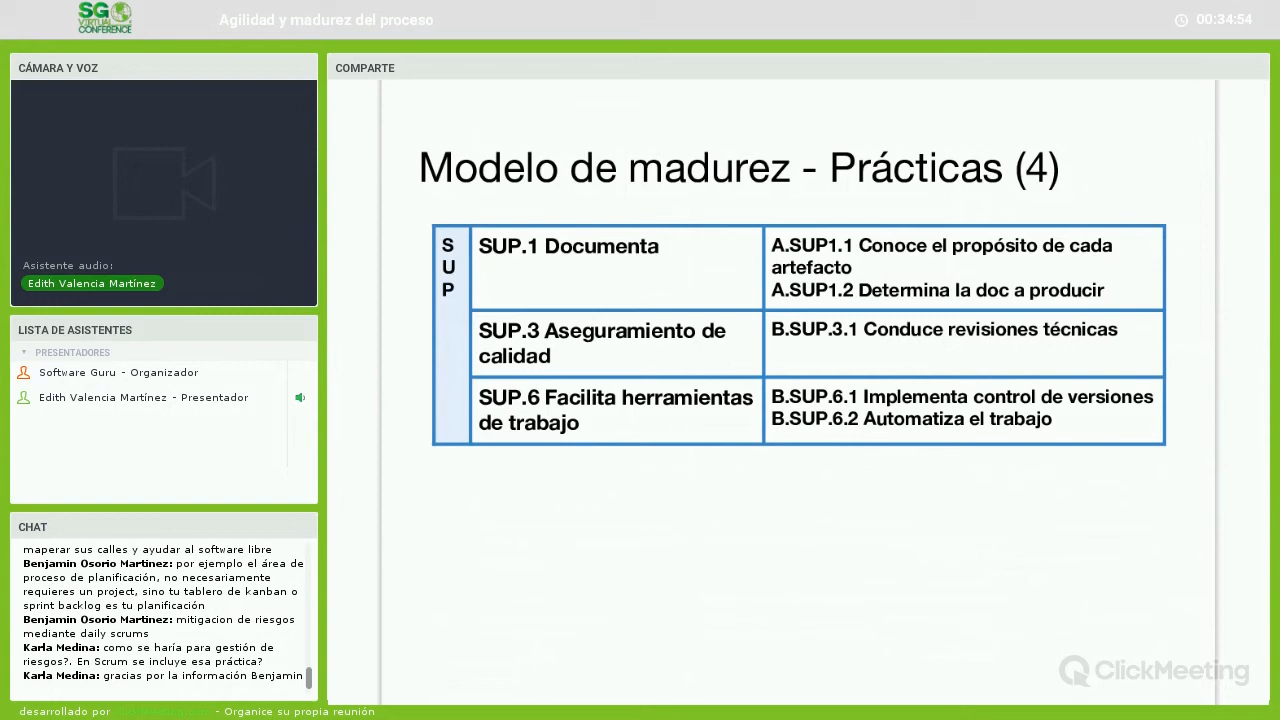 SG
VIRTUAL
CONFERENCE
Agilidad y madurez del proceso
00:34:54
CÁMARA Y VOZ
Asistente audio:
Edith Valencia Martínez
LISTA DE ASISTENTES
PRESENTADORES
Software Guru - Organizador
Edith Valencia Martínez - Presentador
CHAT
maperar sus calles y ayudar al software libre
Benjamin Osorio Martinez: por ejemplo el área de
proceso de planificación, no necesariamente
requieres un project, sino tu tablero de kanban o
sprint backlog es tu planificación
Benjamin Osorio Martinez: mitigacion de riesgos
mediante daily scrums
Karla Medina: como se haría para gestión de
riesgos?. En Scrum se incluye esa práctica?
Karla Medina: gracias por la información Benjamin
desarrollado por
- Organice su propia reunión
COMPARTE
Modelo de madurez - Prácticas (4)
S
U
P
SUP.1 Documenta
A.SUP1.1 Conoce el propósito de cada
artefacto
A.SUP1.2 Determina la doc a producir
SUP.3 Aseguramiento de
calidad
B.SUP.3.1 Conduce revisiones técnicas
SUP.6 Facilita herramientas
de trabajo
B.SUP.6.1 Implementa control de versiones
B.SUP.6.2 Automatiza el trabajo
ClickMeeting